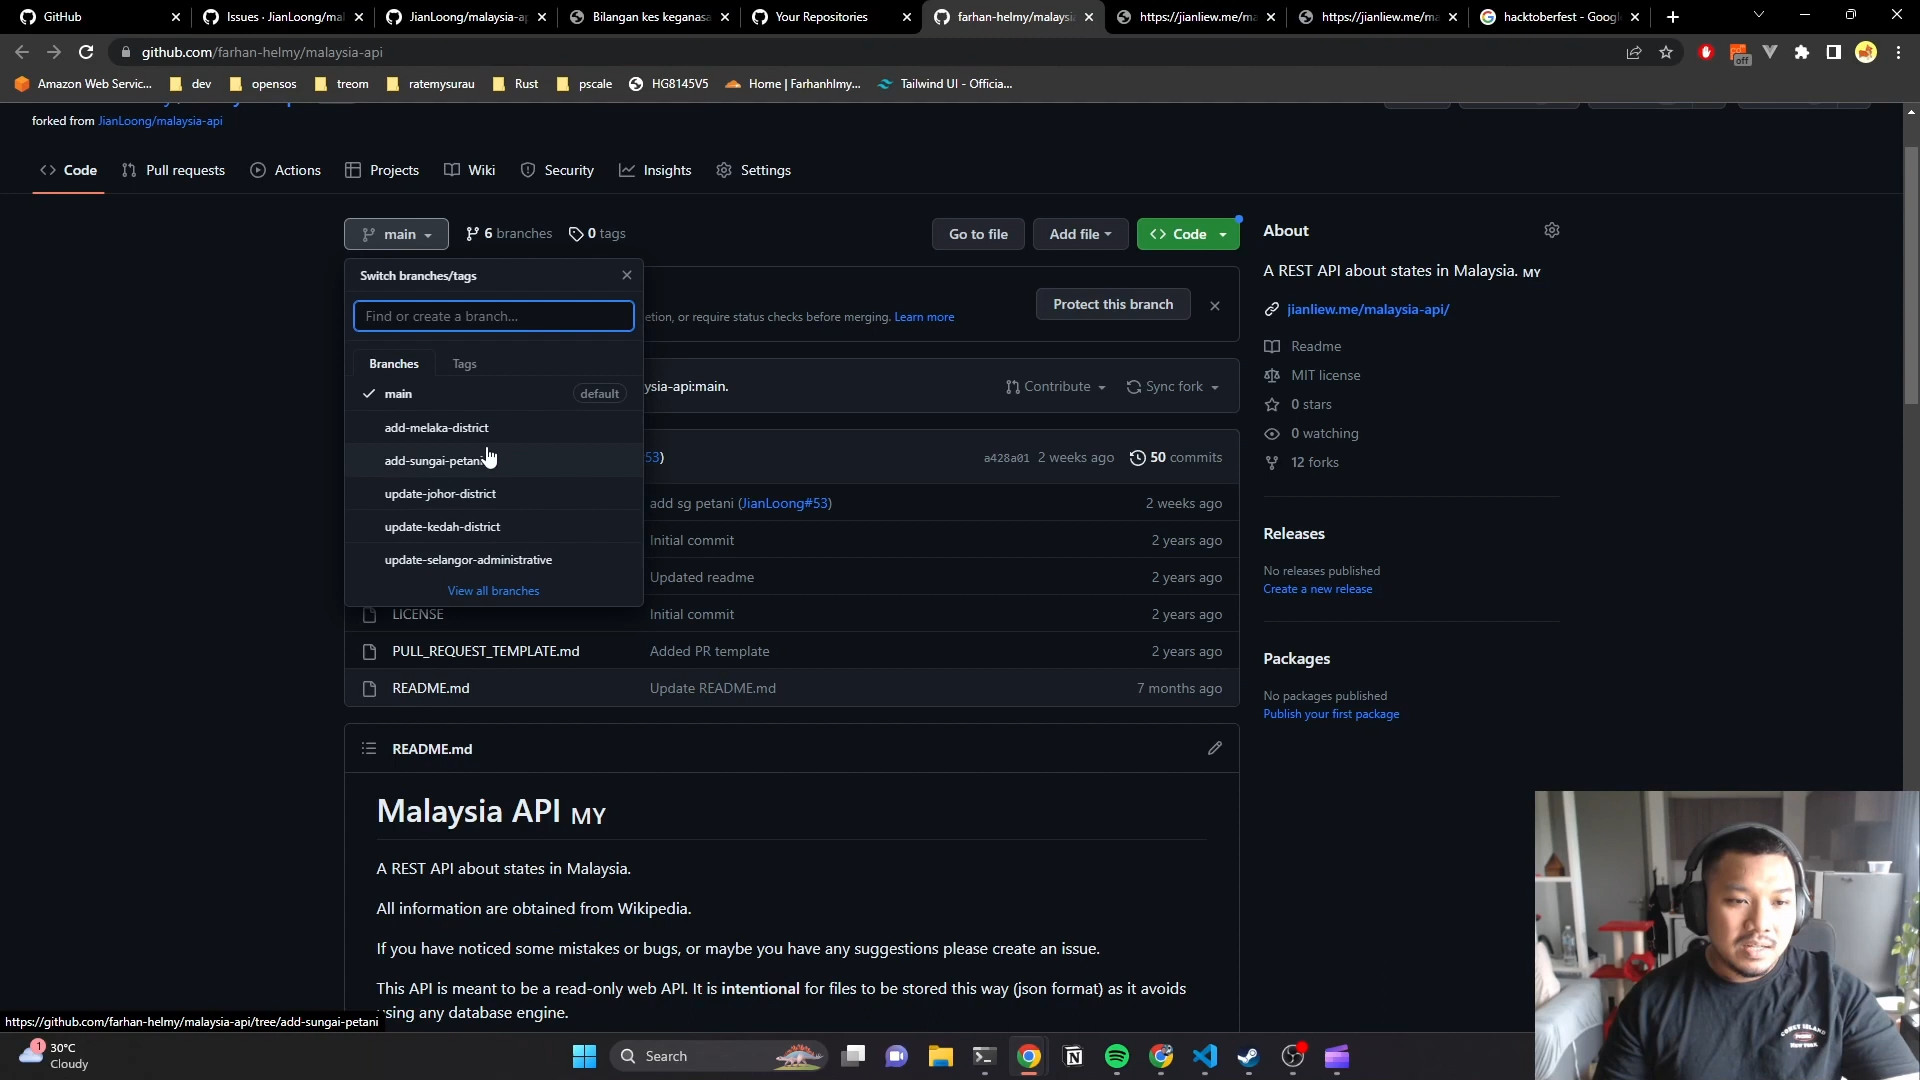 GitHub
Issues · JianLoong/mal
JianLoong/malaysia-ap
Bilangan kes keganasa
Your Repositories
farhan-helmy/malaysia
https://jianliew.me/ma
https://jianliew.me/ma
hacktoberfest - Googl
github.com/farhan-helmy/malaysia-api
off
Amazon Web Servic...
dev
opensos
treom
ratemysurau
Rust
pscale
HG8145V5
Home | Farhanhlmy...
Tailwind UI - Officia...
forked from JianLoong/malaysia-api
Code
Pull requests
Actions
Projects
Wiki
Security
Insights
Settings
main
6 branches
0 tags
Go to file
Add file
Code
Switch branches/tags
Find or create a branch...
Branches
Tags
main
default
add-melaka-district
add-sungai-petani
update-johor-district
update-kedah-district
update-selangor-administrative
View all branches
etion, or require status checks before merging. Learn more
Protect this branch
ysia-api:main.
Contribute
Sync fork
53)
a428a01 2 weeks ago
50 commits
add sg petani (JianLoong#53)
2 weeks ago
Initial commit
2 years ago
Updated readme
2 years ago
LICENSE
Initial commit
2 years ago
PULL_REQUEST_TEMPLATE.md
Added PR template
2 years ago
README.md
Update README.md
7 months ago
About
A REST API about states in Malaysia. MY
jianliew.me/malaysia-api/
Readme
MIT license
0 stars
0 watching
12 forks
Releases
No releases published
Create a new release
Packages
No packages published
Publish your first package
README.md
Malaysia API MY
A REST API about states in Malaysia.
All information are obtained from Wikipedia.
If you have noticed some mistakes or bugs, or maybe you have any suggestions please create an issue.
This API is meant to be a read-only web API. It is intentional for files to be stored this way (json format) as it avoids
using any database engine.
https://github.com/farhan-helmy/malaysia-api/tree/add-sungai-petani
1
30°C
Cloudy
Search